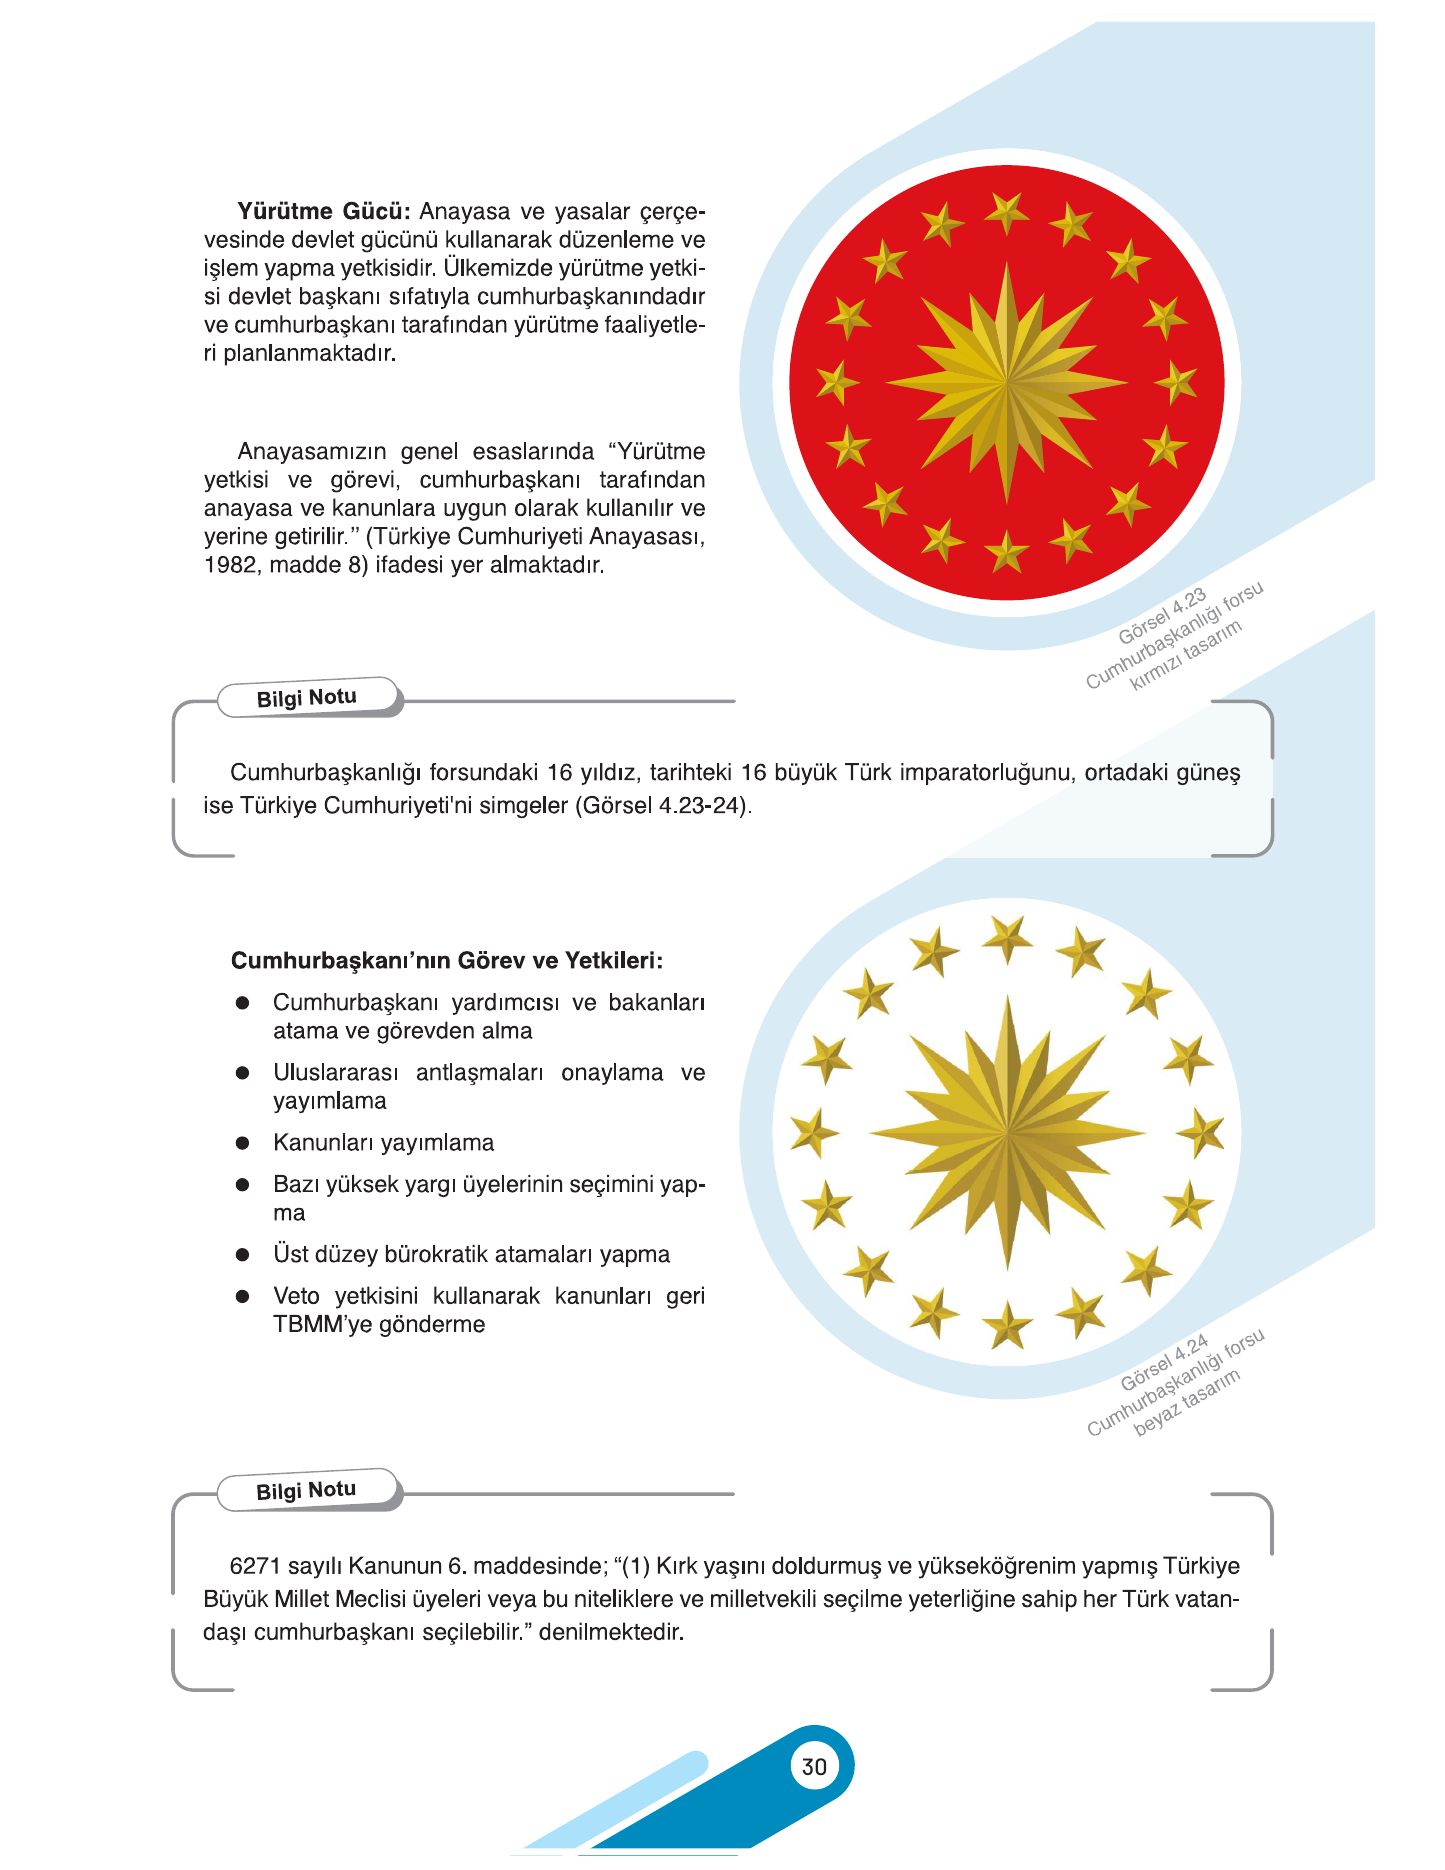 Yürütme Gücü: Anayasa ve yasalar çerçe-
vesinde devlet gücünü kullanarak düzenleme ve
işlem yapma yetkisidir. Ülkemizde yürütme yetki-
si devlet başkanı sıfatıyla cumhurbaşkanındadır
ve cumhurbaşkanı tarafından yürütme faaliyetle-
ri planlanmaktadır.
Anayasamızın genel esaslarında “Yürütme
yetkisi ve görevi, cumhurbaşkanı tarafından
anayasa ve kanunlara uygun olarak kullanılır ve
yerine getirilir.” (Türkiye Cumhuriyeti Anayasası,
1982, madde 8) ifadesi yer almaktadır.
Görsel 4.23
Cumhurbaşkanlığı forsu
kırmızı tasarım
Bilgi Notu
Cumhurbaşkanlığı forsundaki 16 yıldız, tarihteki 16 büyük Türk imparatorluğunu, ortadaki güneş
ise Türkiye Cumhuriyeti'ni simgeler (Görsel 4.23-24).
Cumhurbaşkanı’nın Görev ve Yetkileri:
● Cumhurbaşkanı yardımcısı ve bakanları
atama ve görevden alma
● Uluslararası antlaşmaları onaylama ve
yayımlama
● Kanunları yayımlama
● Bazı yüksek yargı üyelerinin seçimini yap-
ma
● Üst düzey bürokratik atamaları yapma
● Veto yetkisini kullanarak kanunları geri
TBMM’ye gönderme
Görsel 4.24
Cumhurbaşkanlığı forsu
beyaz tasarım
Bilgi Notu
6271 sayılı Kanunun 6. maddesinde; “(1) Kırk yaşını doldurmuş ve yükseköğrenim yapmış Türkiye
Büyük Millet Meclisi üyeleri veya bu niteliklere ve milletvekili seçilme yeterliğine sahip her Türk vatan-
daşı cumhurbaşkanı seçilebilir.” denilmektedir.
30